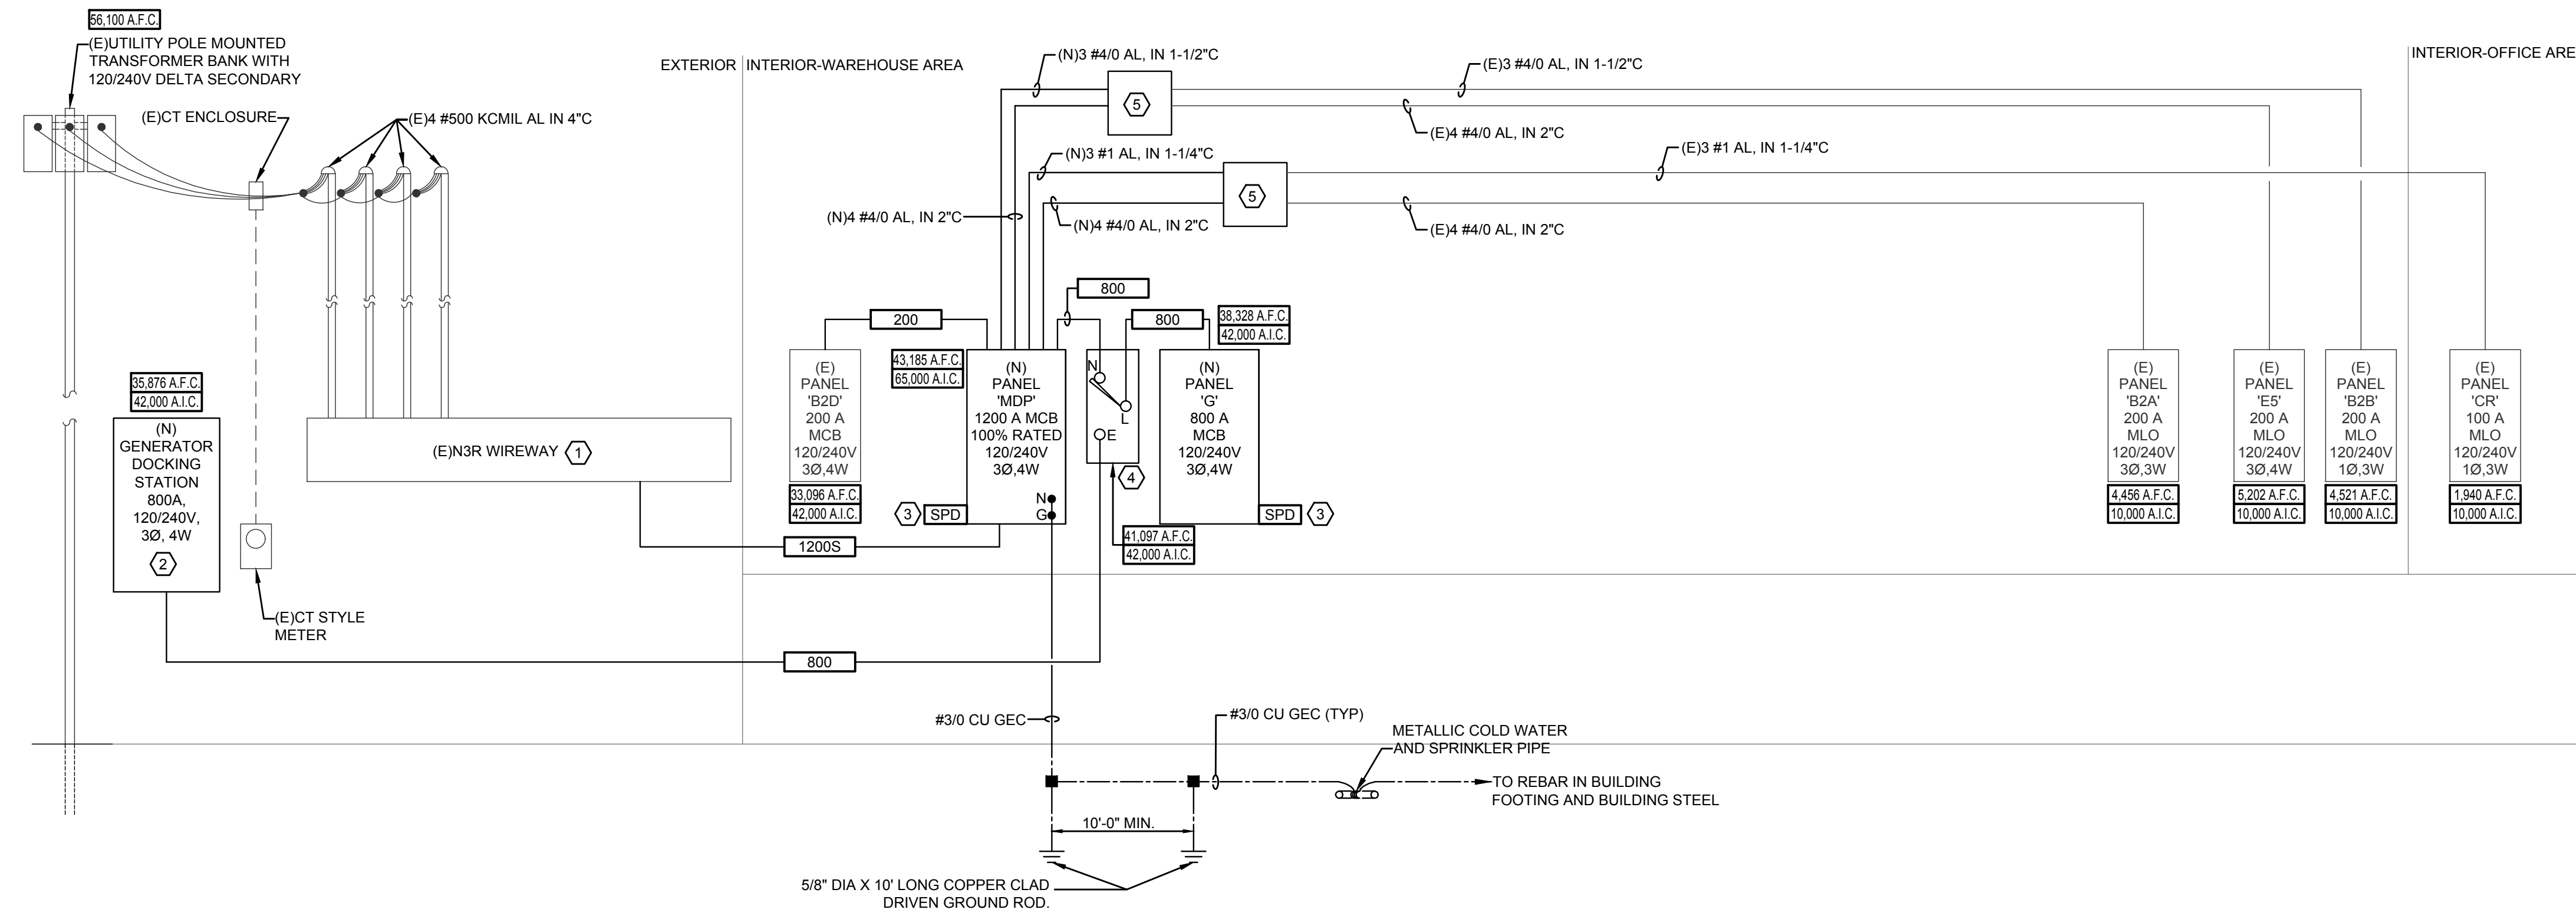 56,100 A.F.C.
(E)UTILITY POLE MOUNTED
TRANSFORMER BANK WITH
120/240V DELTA SECONDARY
(E)CT ENCLOSURE
(E)4 #500 KCMIL AL IN 4"C
EXTERIOR
INTERIOR-WAREHOUSE AREA
(N)3 #4/0 AL, IN 1-1/2"C
5
(E)3 #4/0 AL, IN 1-1/2"C
(E)4 #4/0 AL, IN 2"C
INTERIOR-OFFICE ARE
(N)3 #1 AL, IN 1-1/4"C
(E)3 #1 AL, IN 1-1/4"C
5
(N)4 #4/0 AL, IN 2"C
(N)4 #4/0 AL, IN 2"C
(E)4 #4/0 AL, IN 2"C
800
200
800
38,328 A.F.C.
42,000 A.I.C.
43,185 A.F.C.
65,000 A.I.C.
35,876 A.F.C.
42,000 A.I.C.
(N)
GENERATOR
DOCKING
STATION
800A,
120/240V,
3Ø, 4W
2
(E)N3R WIREWAY
1
(E)
PANEL
'B2D'
200 A
MCB
120/240V
3Ø,4W
33,096 A.F.C.
42,000 A.I.C.
(N)
PANEL
'MDP'
1200 A MCB
100% RATED
120/240V
3Ø,4W
N
G
3
SPD
N
L
E
4
41,097 A.F.C.
42,000 A.I.C.
(N)
PANEL
'G'
800 A
MCB
120/240V
3Ø,4W
SPD
3
(E)
PANEL
'B2A'
200 A
MLO
120/240V
3Ø,3W
4,456 A.F.C.
10,000 A.I.C.
(E)
PANEL
'E5'
200 A
MLO
120/240V
3Ø,4W
5,202 A.F.C.
10,000 A.I.C.
(E)
PANEL
'B2B'
200 A
MLO
120/240V
1Ø,3W
4,521 A.F.C.
10,000 A.I.C.
(E)
PANEL
'CR'
100 A
MLO
120/240V
1Ø,3W
1,940 A.F.C.
10,000 A.I.C.
1200S
(E)CT STYLE
METER
800
#3/0 CU GEC
#3/0 CU GEC (TYP)
METALLIC COLD WATER
AND SPRINKLER PIPE
TO REBAR IN BUILDING
FOOTING AND BUILDING STEEL
10'-0" MIN.
5/8" DIA X 10' LONG COPPER CLAD
DRIVEN GROUND ROD.